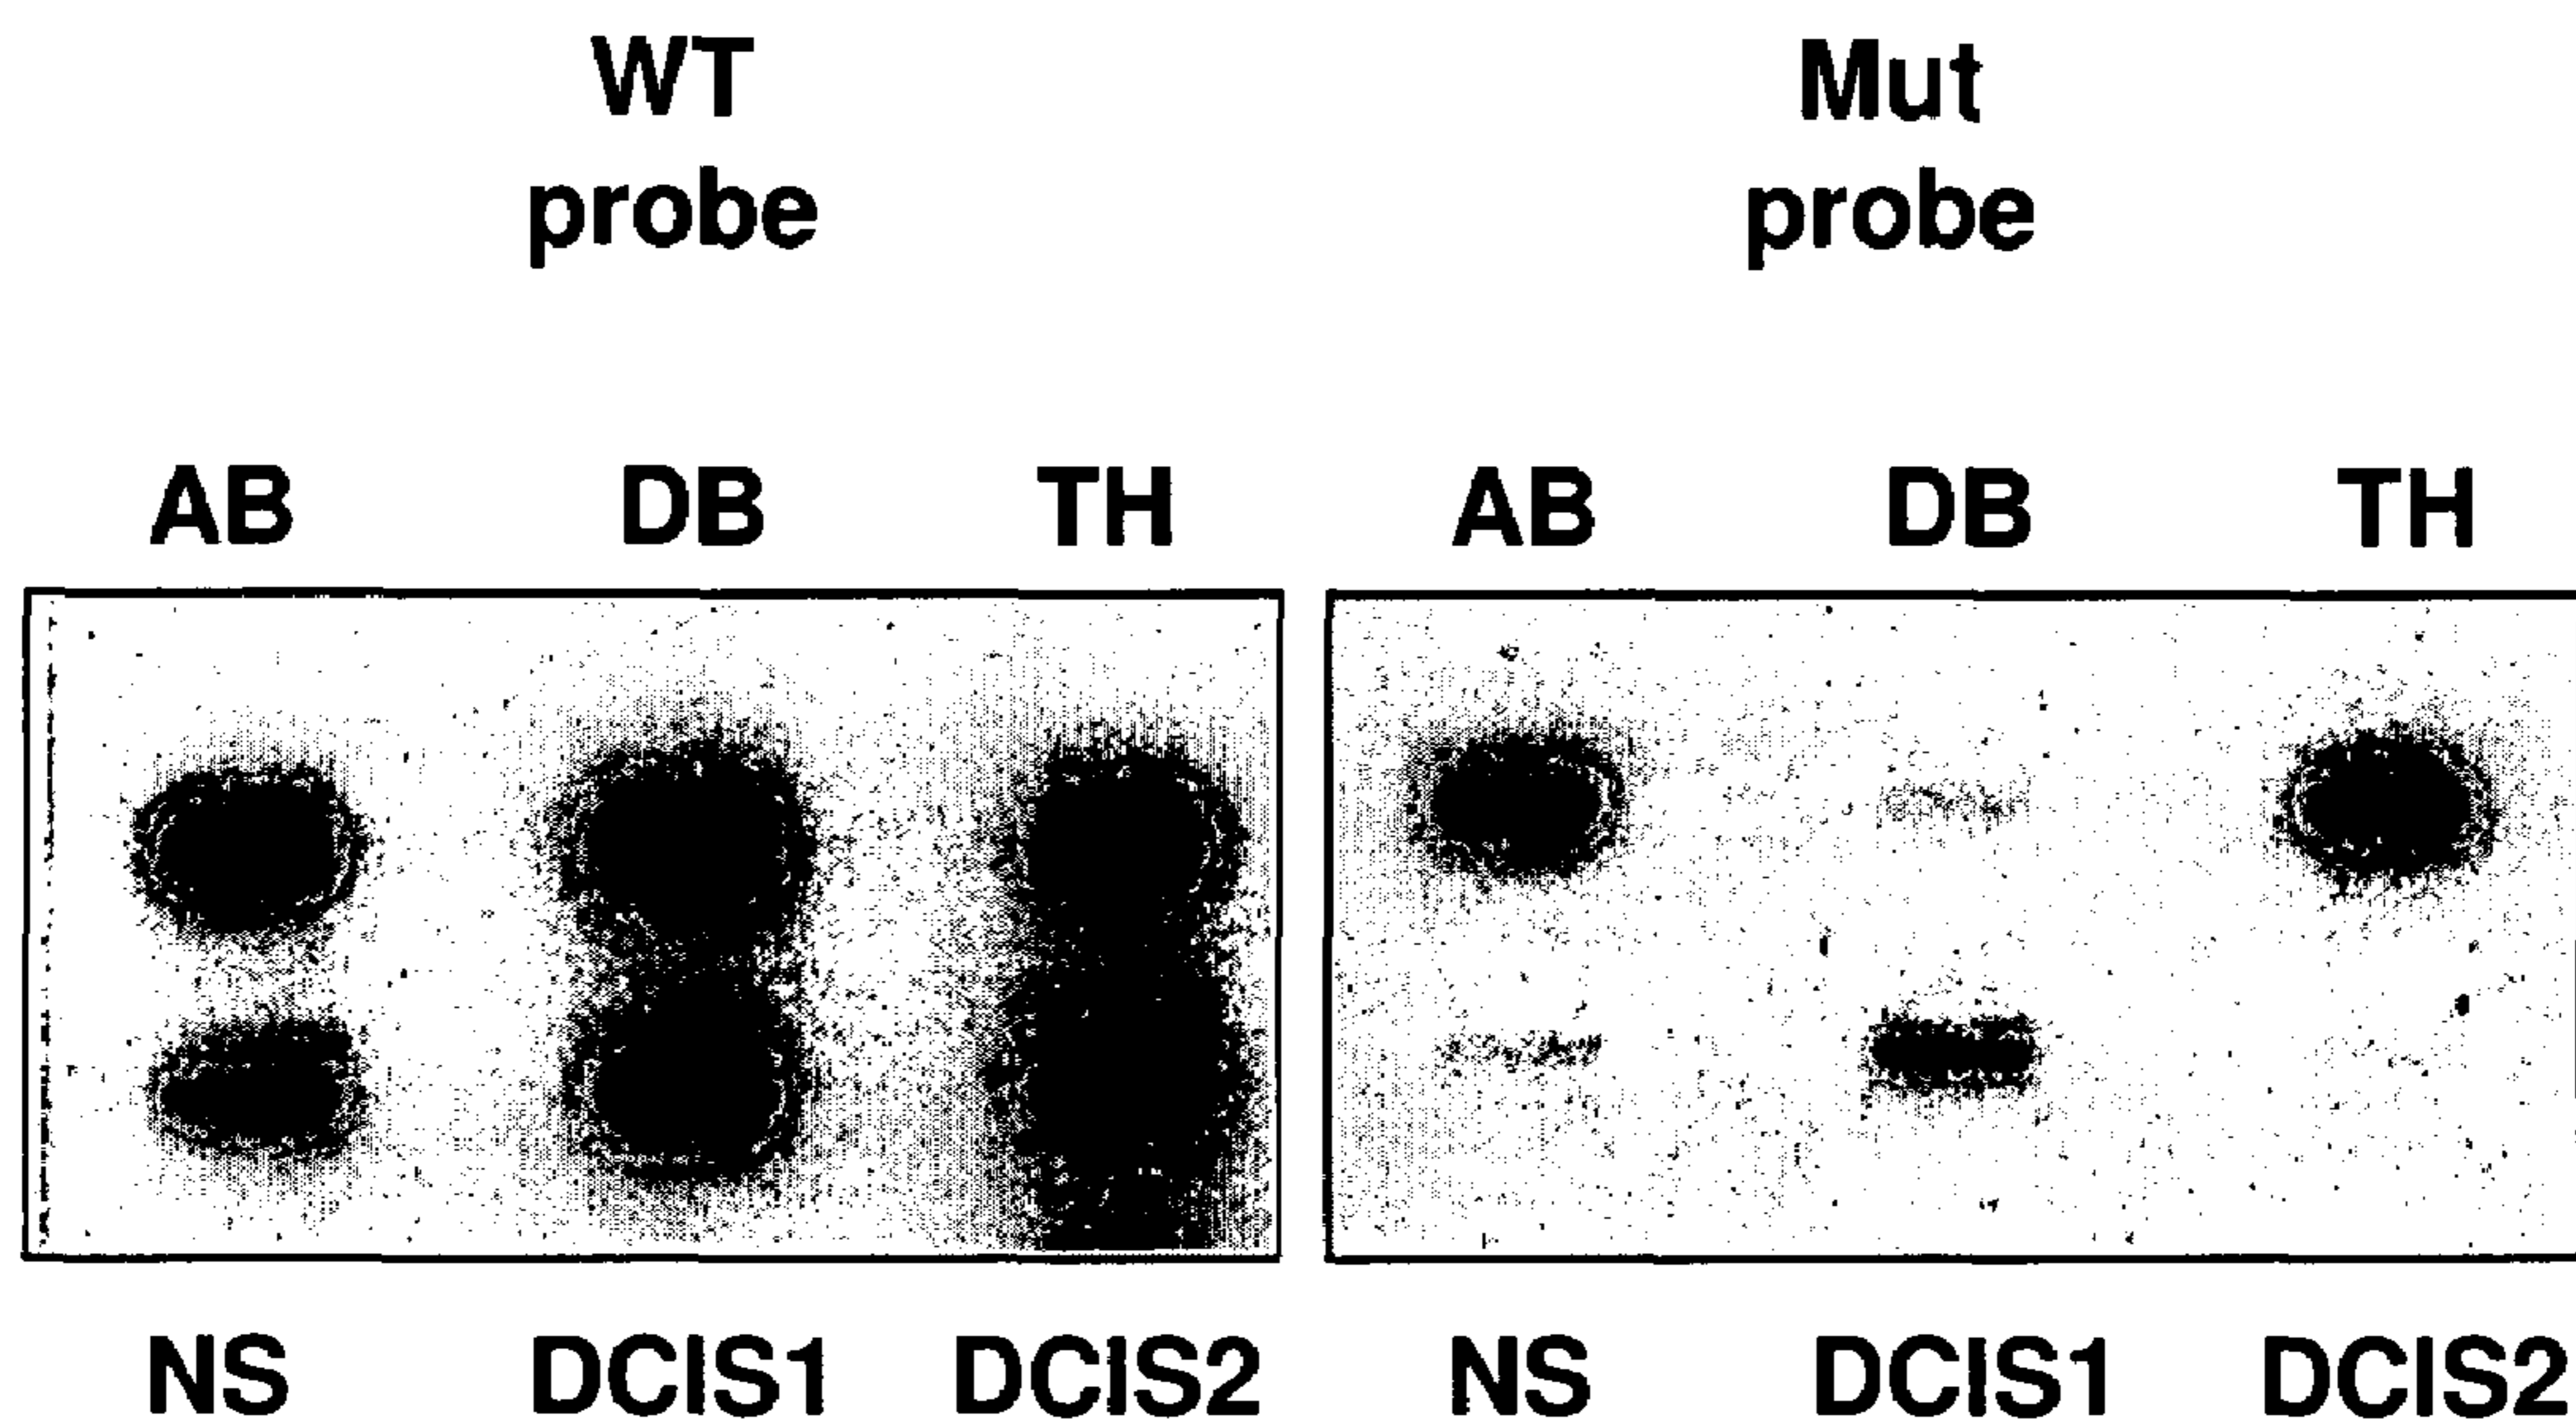 WT Mut
probe probe
AB DB TH AB DB TH
NS DCIS1 DCIS2 NS DCIS1 DCIS2